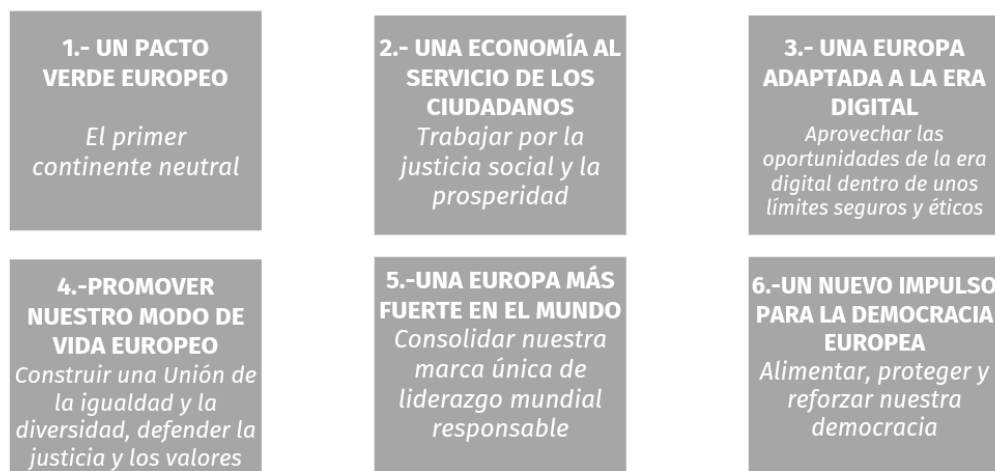 1.- UN PACTO
VERDE EUROPEO
El primer
continente neutral
2.- UNA ECONOMÍA AL
SERVICIO DE LOS
CIUDADANOS
Trabajar por la
justicia social y la
prosperidad
3.- UNA EUROPA
ADAPTADA A LA ERA
DIGITAL
Aprovechar las
oportunidades de la era
digital dentro de unos
límites seguros y éticos
4.-PROMOVER
NUESTRO MODO DE
VIDA EUROPEO
Construir una Unión de
la igualdad y la
diversidad, defender la
justicia y los valores
5.-UNA EUROPA MÁS
FUERTE EN EL MUNDO
Consolidar nuestra
marca única de
liderazgo mundial
responsable
6.-UN NUEVO IMPULSO
PARA LA DEMOCRACIA
EUROPEA
Alimentar, proteger y
reforzar nuestra
democracia